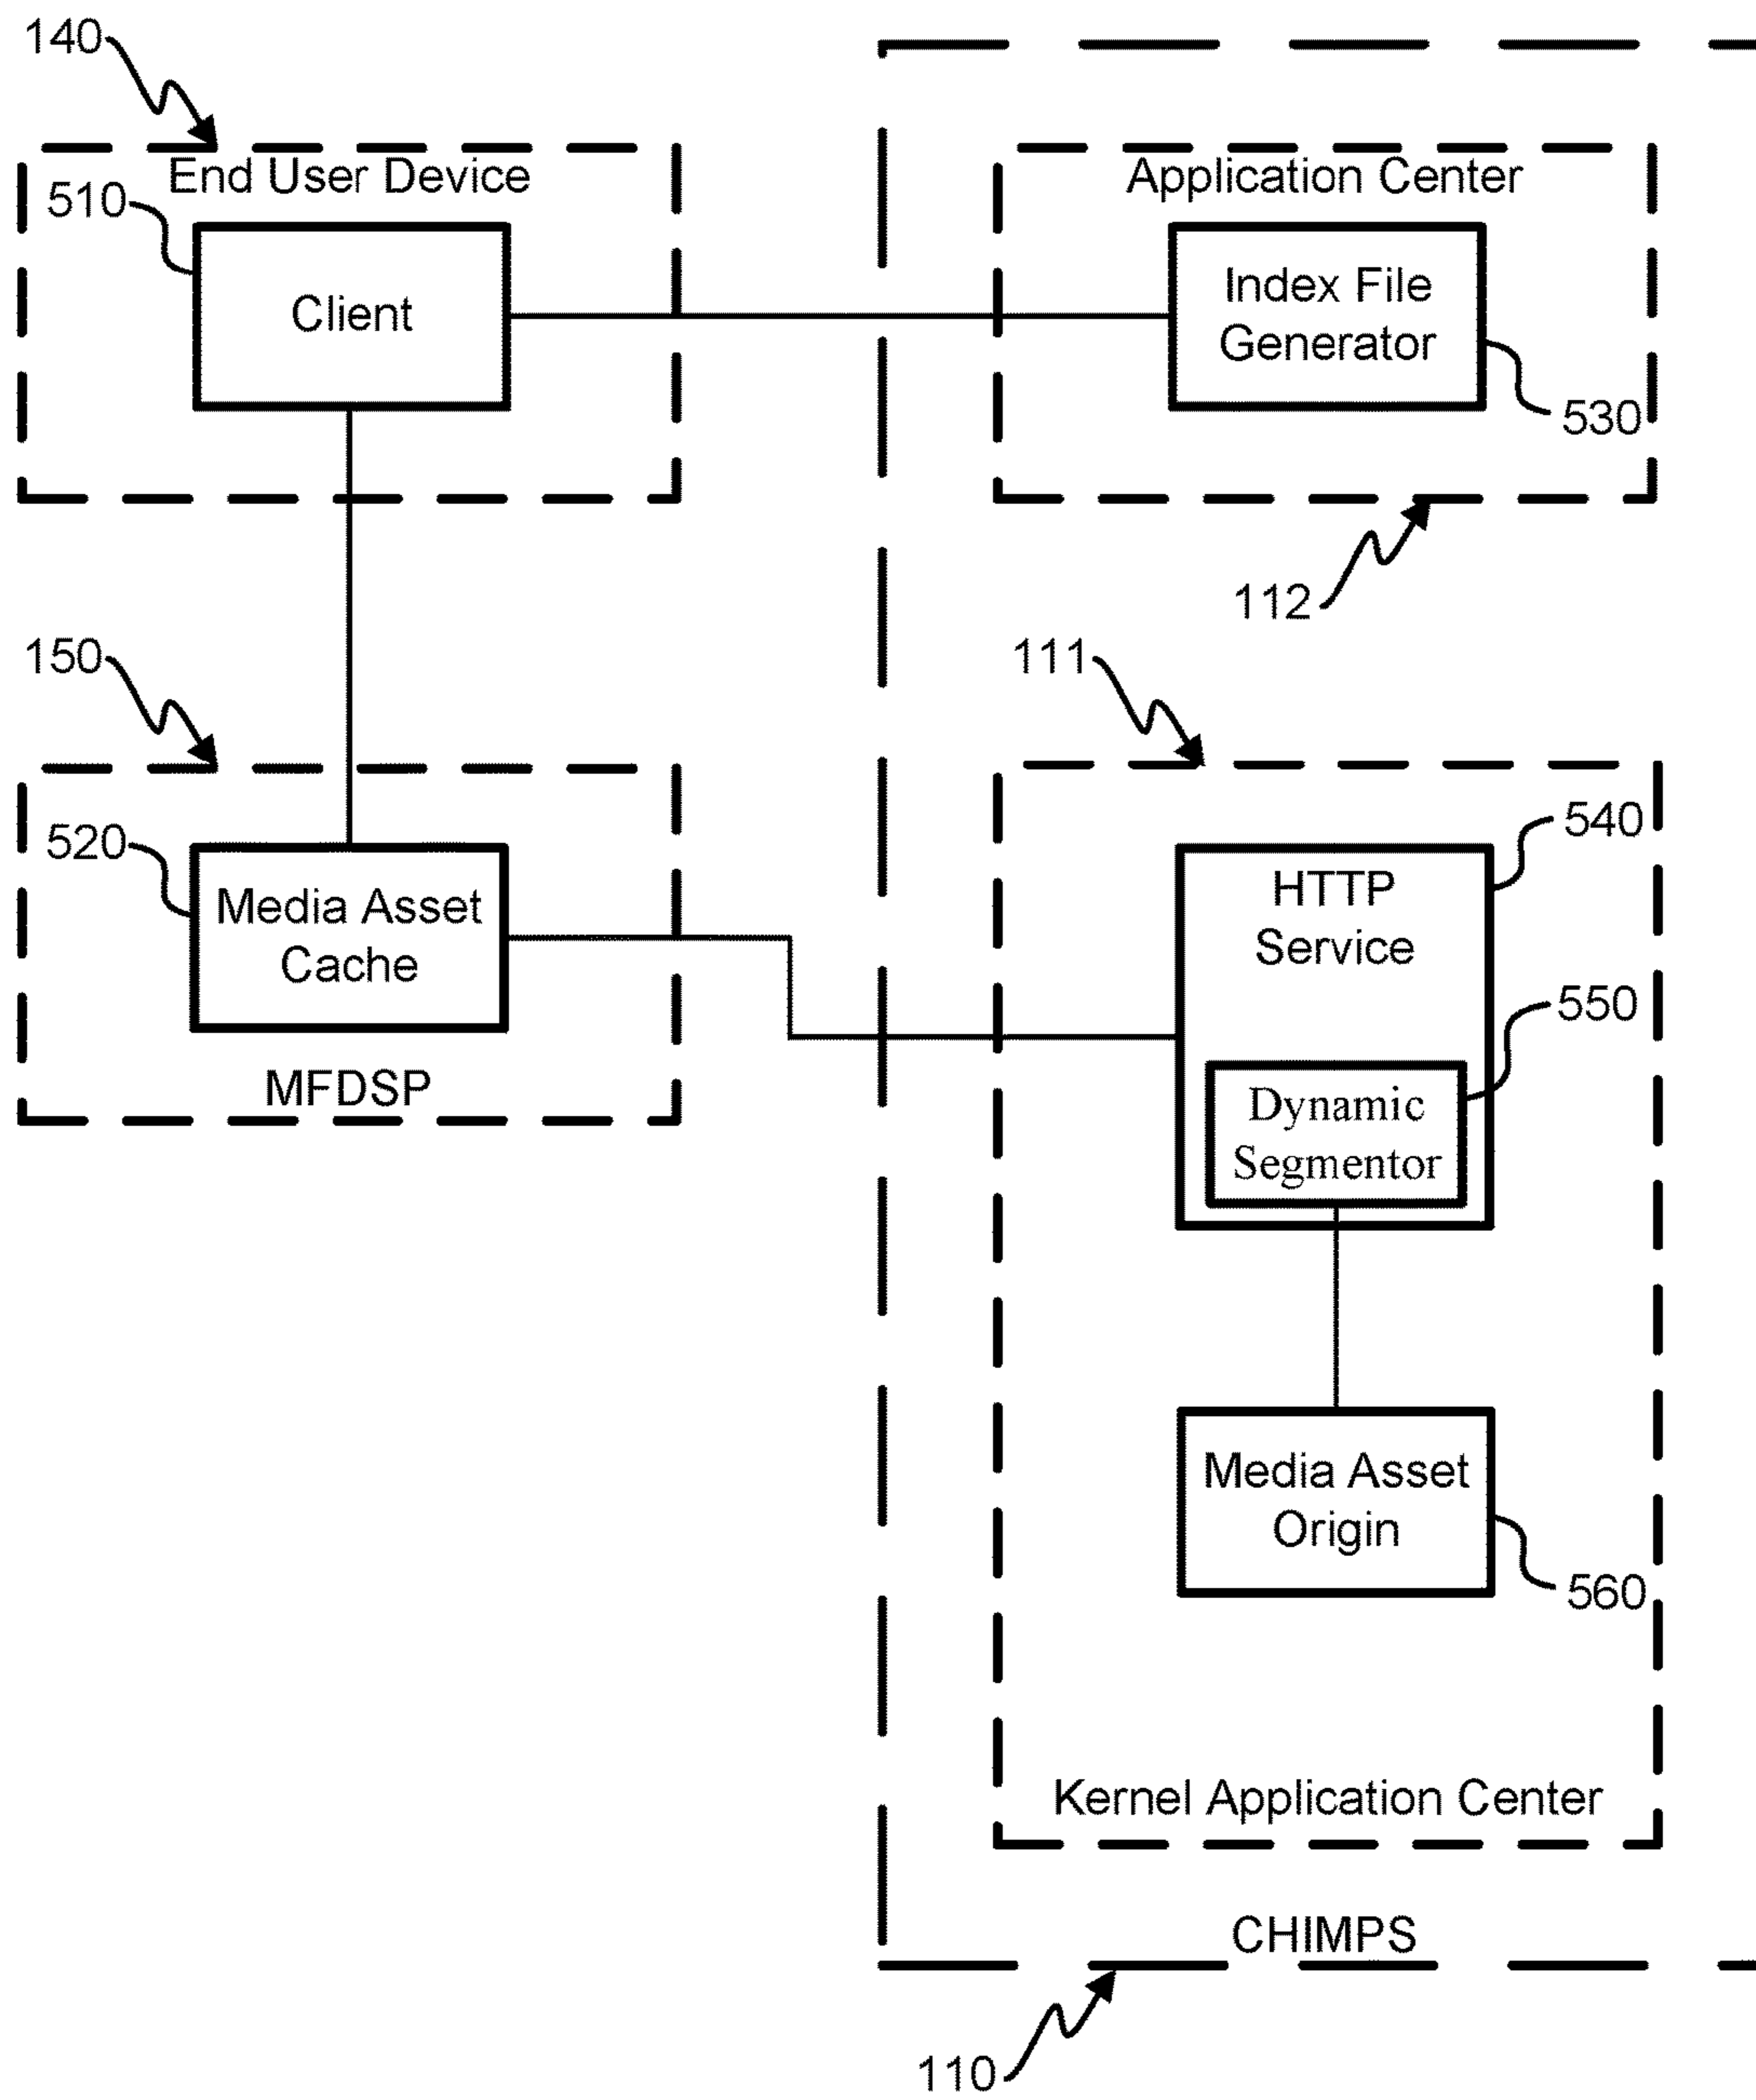 140
End User Device
510
Client
Application Center
Index File
Generator
530
112
150
520
Media Asset
Cache
MFDSP
111
540
HTTP
Service
550
Dynamic
Segmentor
Media Asset
Origin
560
Kernel Application Center
CHIMPS
110